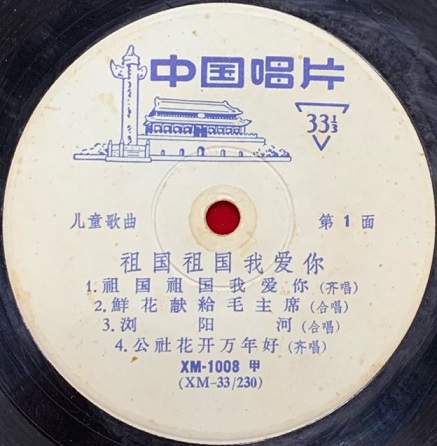 中国唱片
33⅓
儿童歌曲 第1面
祖国祖国我爱你
1.祖国祖国我爱你(齐唱)
2.鲜花献給毛主席(合唱)
3.浏阳河(合唱)
4.公社花开万年好(齐唱)
XM-1008 甲
(XM-33/230)